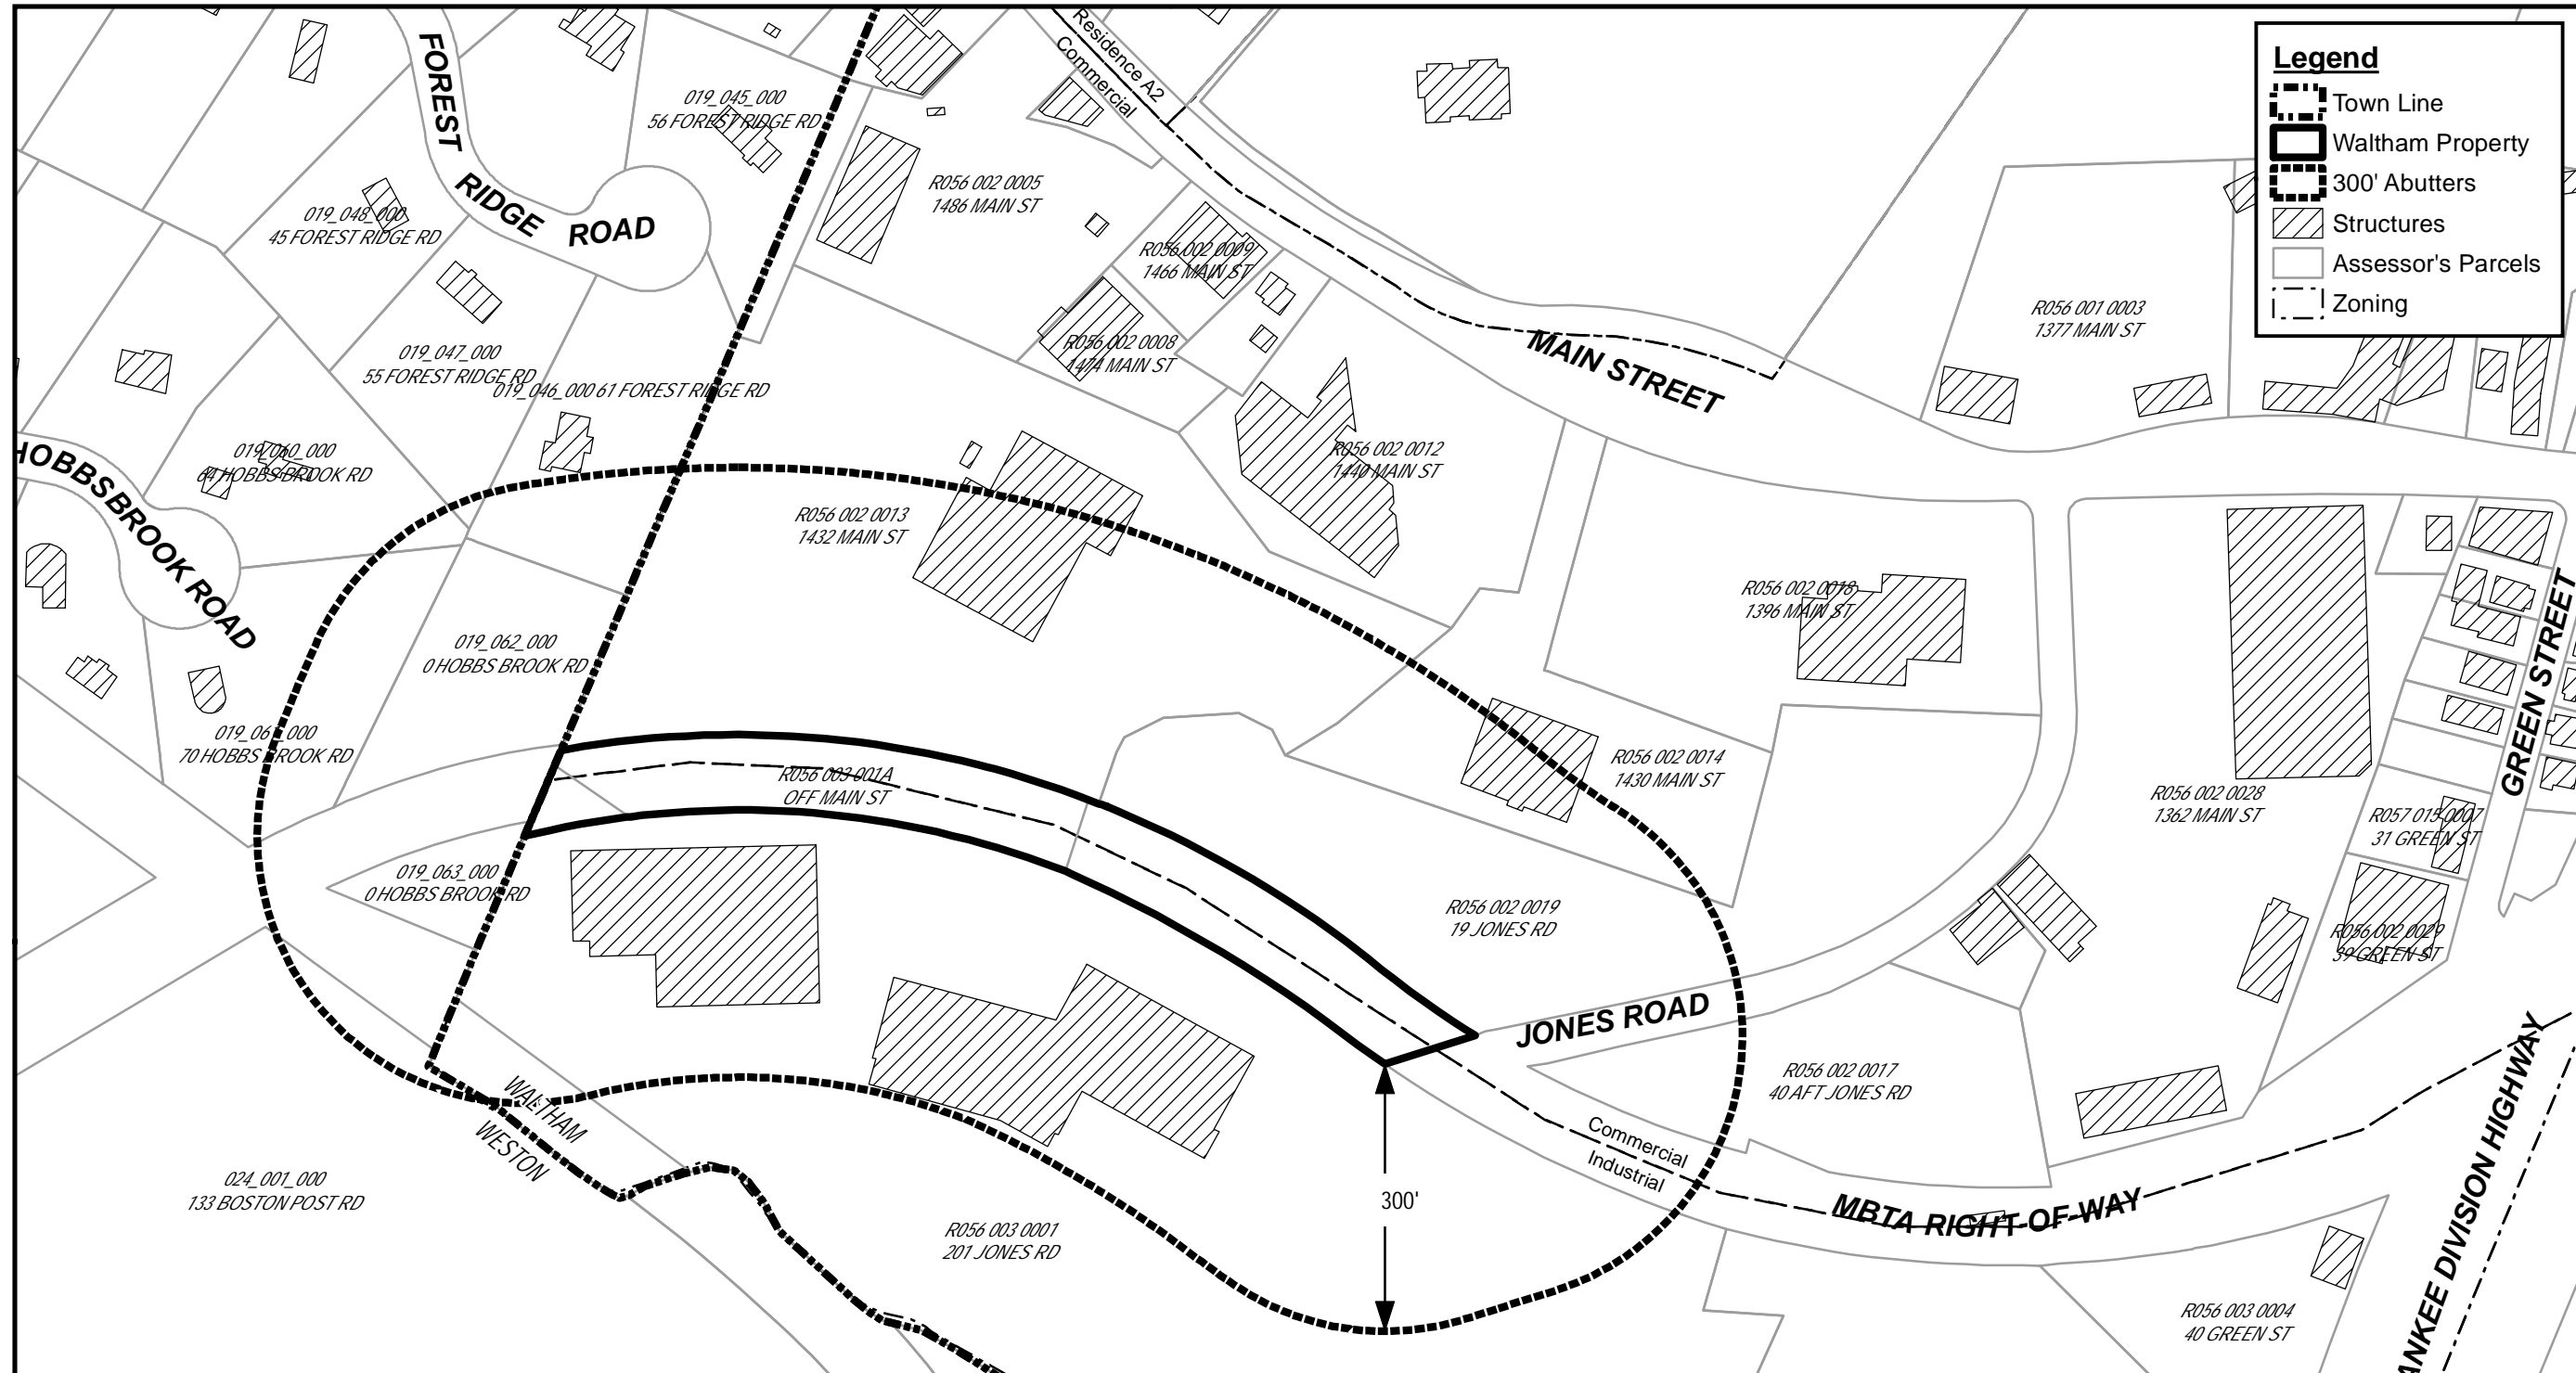 Legend
Town Line
Waltham Property
300' Abutters
Structures
Assessor's Parcels
Zoning
FOREST
RIDGE
ROAD
Residence A2
Commercial
019_045_000
56 FOREST RIDGE RD
R056 002 0005
1486 MAIN ST
019_048_000
45 FOREST RIDGE RD
R056 002 0009
1466 MAIN ST
R056 001 0003
1377 MAIN ST
R056 002 0008
1474 MAIN ST
MAIN STREET
019_047_000
55 FOREST RIDGE RD
019_046_000 61 FOREST RIDGE RD
HOBBSBROOK ROAD
019_060_000
64 HOBBS BROOK RD
R056 002 0012
1440 MAIN ST
R056 002 0013
1432 MAIN ST
R056 002 0018
1396 MAIN ST
GREEN STREET
019_062_000
0 HOBBS BROOK RD
019_061_000
70 HOBBS BROOK RD
R056 003 001A
OFF MAIN ST
R056 002 0014
1430 MAIN ST
R056 002 0028
1362 MAIN ST
R057 015 0007
31 GREEN ST
019_063_000
0 HOBBS BROOK RD
R056 002 0019
19 JONES RD
R056 002 0029
39 GREEN ST
JONES ROAD
R056 002 0017
40 AFT JONES RD
WALTHAM
WESTON
Commercial
Industrial
024_001_000
133 BOSTON POST RD
300'
MBTA RIGHT-OF-WAY
R056 003 0001
201 JONES RD
R056 003 0004
40 GREEN ST
ANKEE DIVISION HIGHWAY